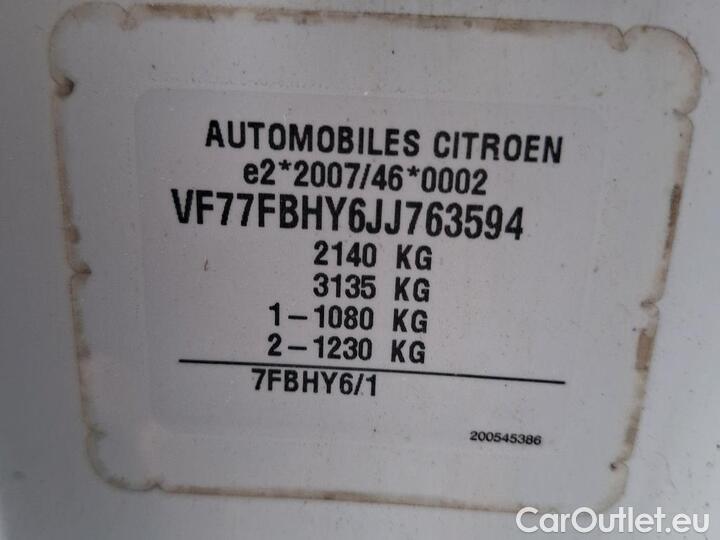 AUTOMOBILES CITROEN
e2*2007/46*0002
VF77FBHY6JJ763594
2140 KG
3135 KG
1-1080 KG
2-1230 KG
7FBHY6/1
200545386
CarOutlet.eu